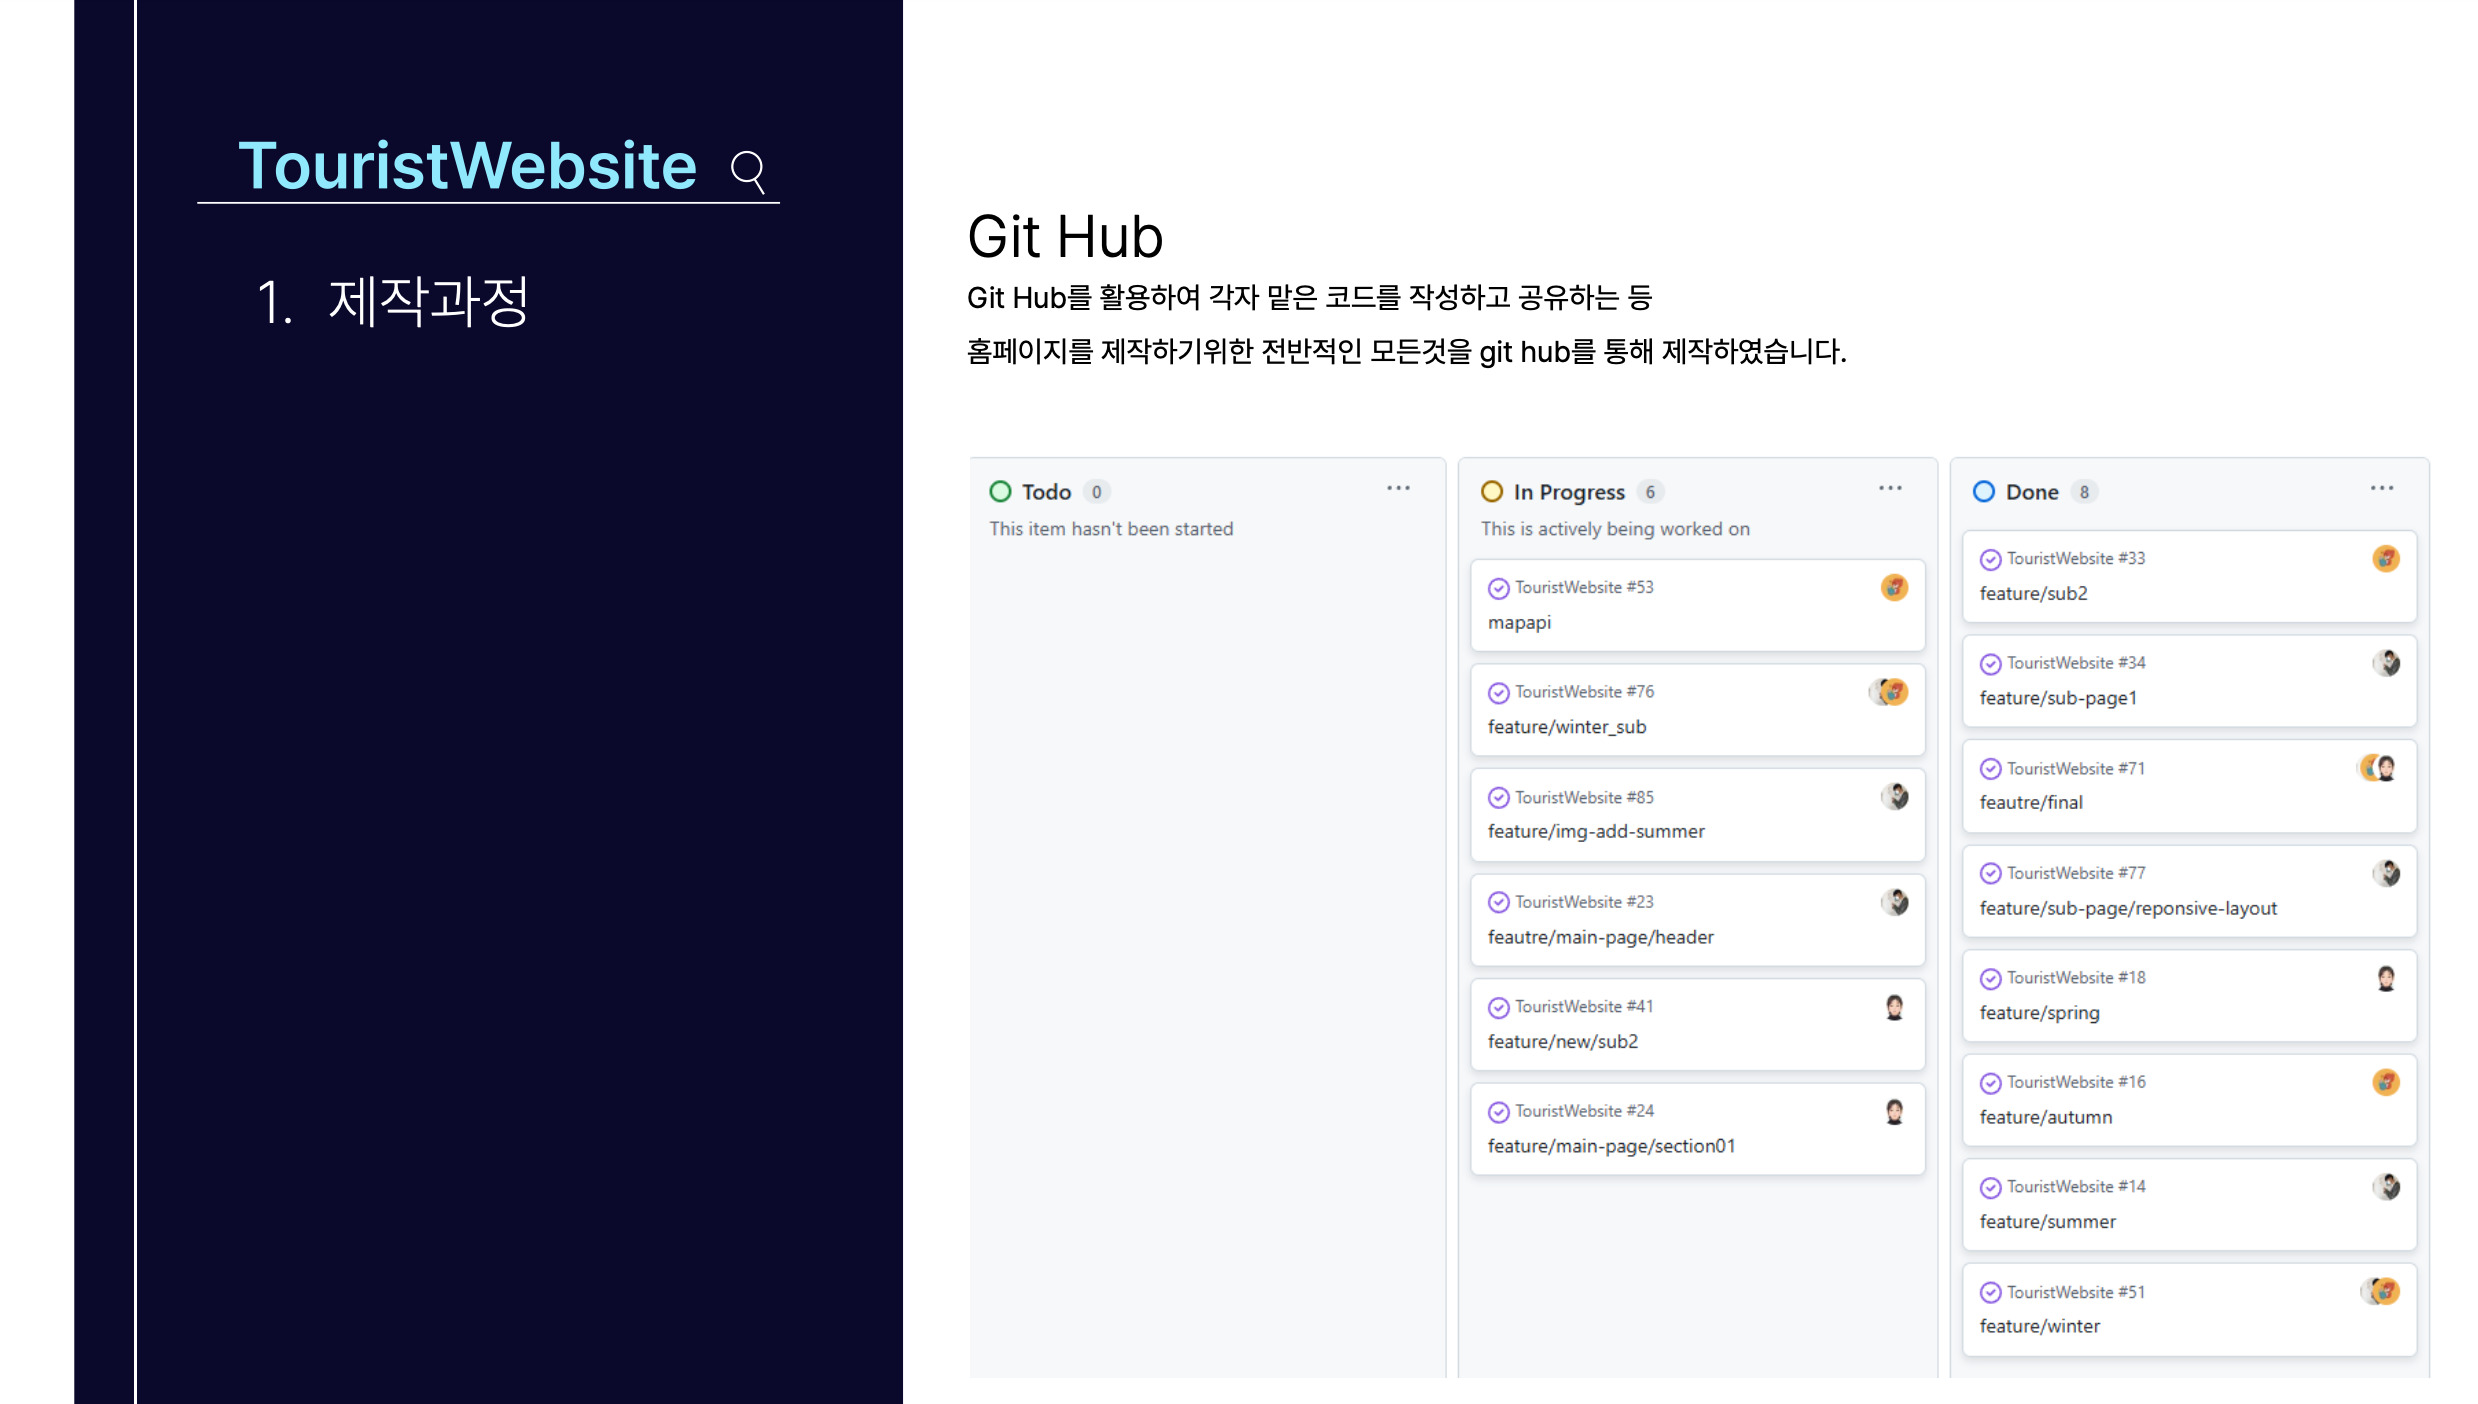 TouristWebsite
1. 제작과정
Git Hub
Git Hub를 활용하여 각자 맡은 코드를 작성하고 공유하는 등
홈페이지를 제작하기위한 전반적인 모든것을 git hub를 통해 제작하였습니다.
Todo 0
This item hasn't been started
In Progress 6
This is actively being worked on
TouristWebsite #53
mapapi
TouristWebsite #76
feature/winter_sub
TouristWebsite #85
feature/img-add-summer
TouristWebsite #23
feautre/main-page/header
TouristWebsite #41
feature/new/sub2
TouristWebsite #24
feature/main-page/section01
Done 8
TouristWebsite #33
feature/sub2
TouristWebsite #34
feature/sub-page1
TouristWebsite #71
feautre/final
TouristWebsite #77
feature/sub-page/reponsive-layout
TouristWebsite #18
feature/spring
TouristWebsite #16
feature/autumn
TouristWebsite #14
feature/summer
TouristWebsite #51
feature/winter